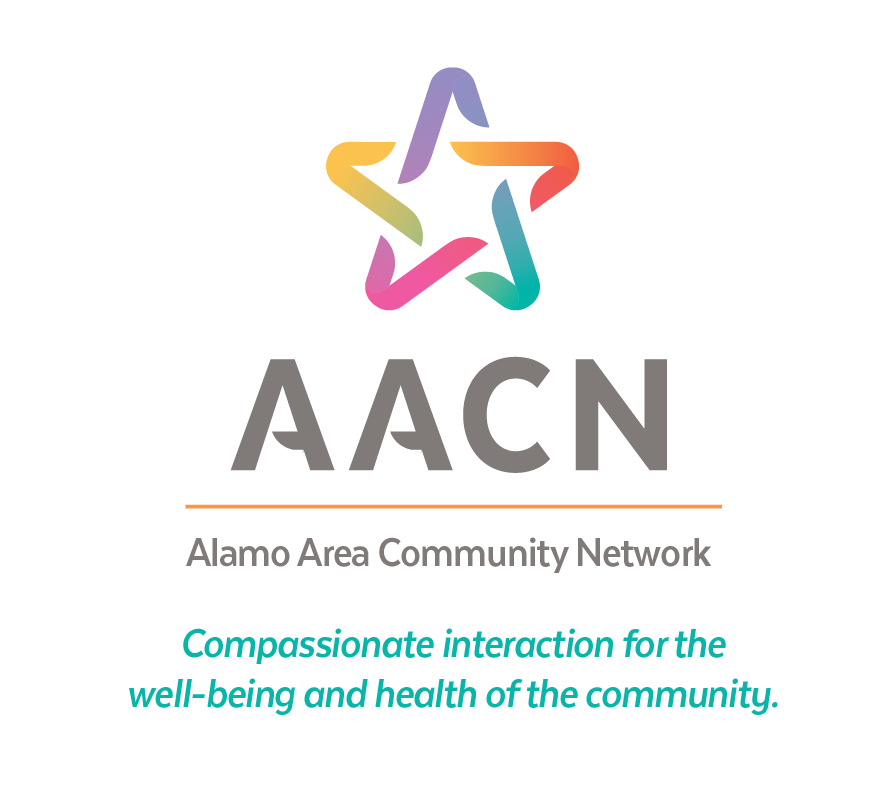 AACN
Alamo Area Community Network
Compassionate interaction for the
well-being and health of the community.